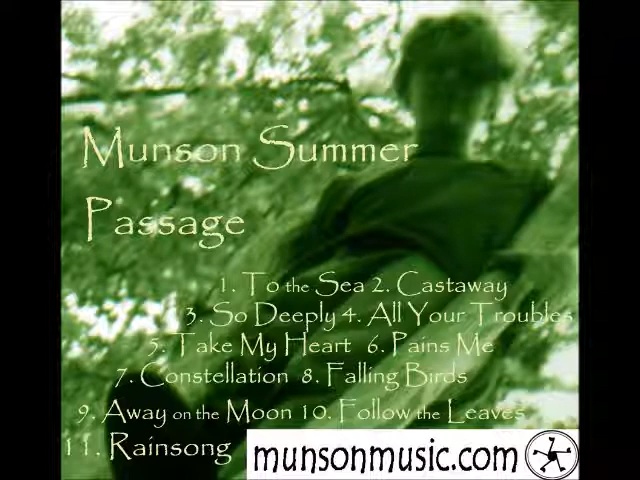 Munson Summer
Passage
1. To the Sea 2. Castaway
3. So Deeply 4. All Your Troubles
5. Take My Heart 6. Pains Me
7. Constellation 8. Falling Birds
9. Away on the Moon 10. Follow the Leaves
11. Rainsong
munsonmusic.com